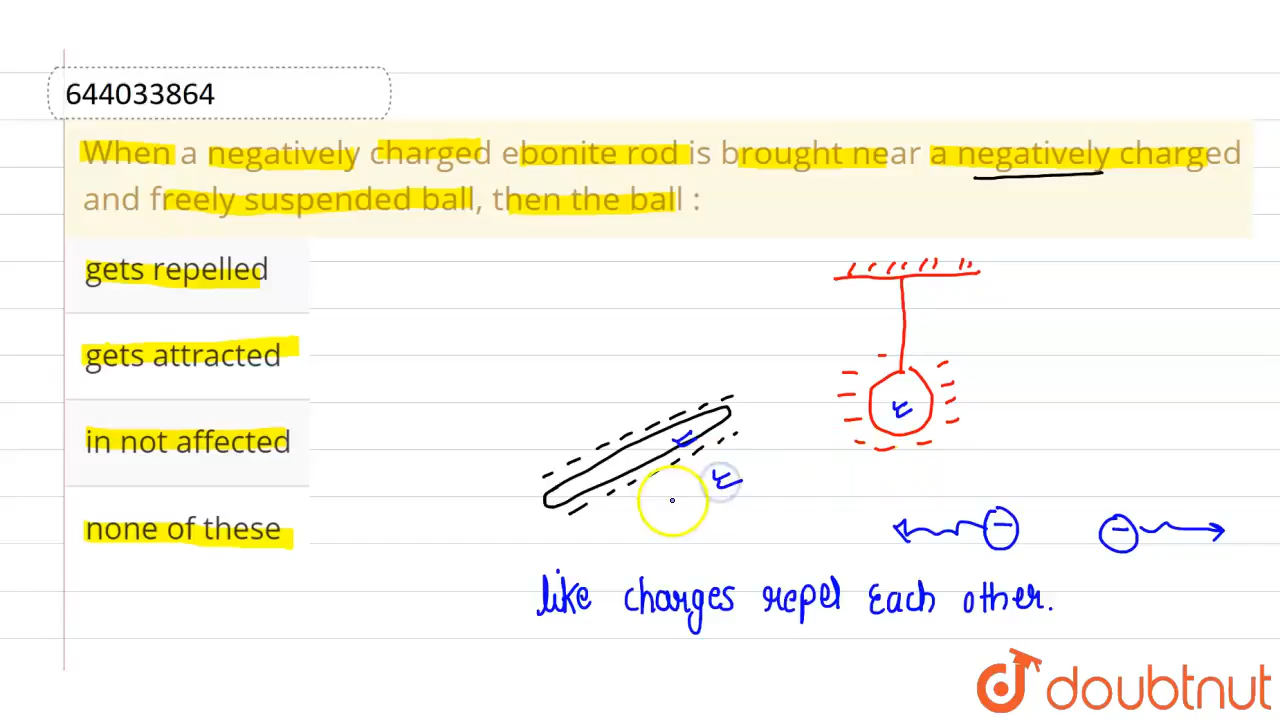 644033864
When a negatively charged ebonite rod is brought near a negatively charged
and freely suspended ball, then the ball :
gets repelled
gets attracted
in not affected
none of these
like charges repel each other.
doubtnut